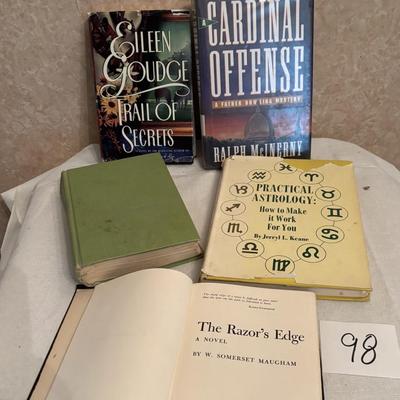 EILEEN
GOUDGE
TRAIL OF
SECRETS
CARDINAL
OFFENSE
A FATHER DOWLING MYSTERY
RALPH McINERNY
PRACTICAL
ASTROLOGY:
How to Make
it Work
For You
By Jerryl L. Keane
The Razor's Edge
A NOVEL
BY W. SOMERSET MAUGHAM
98